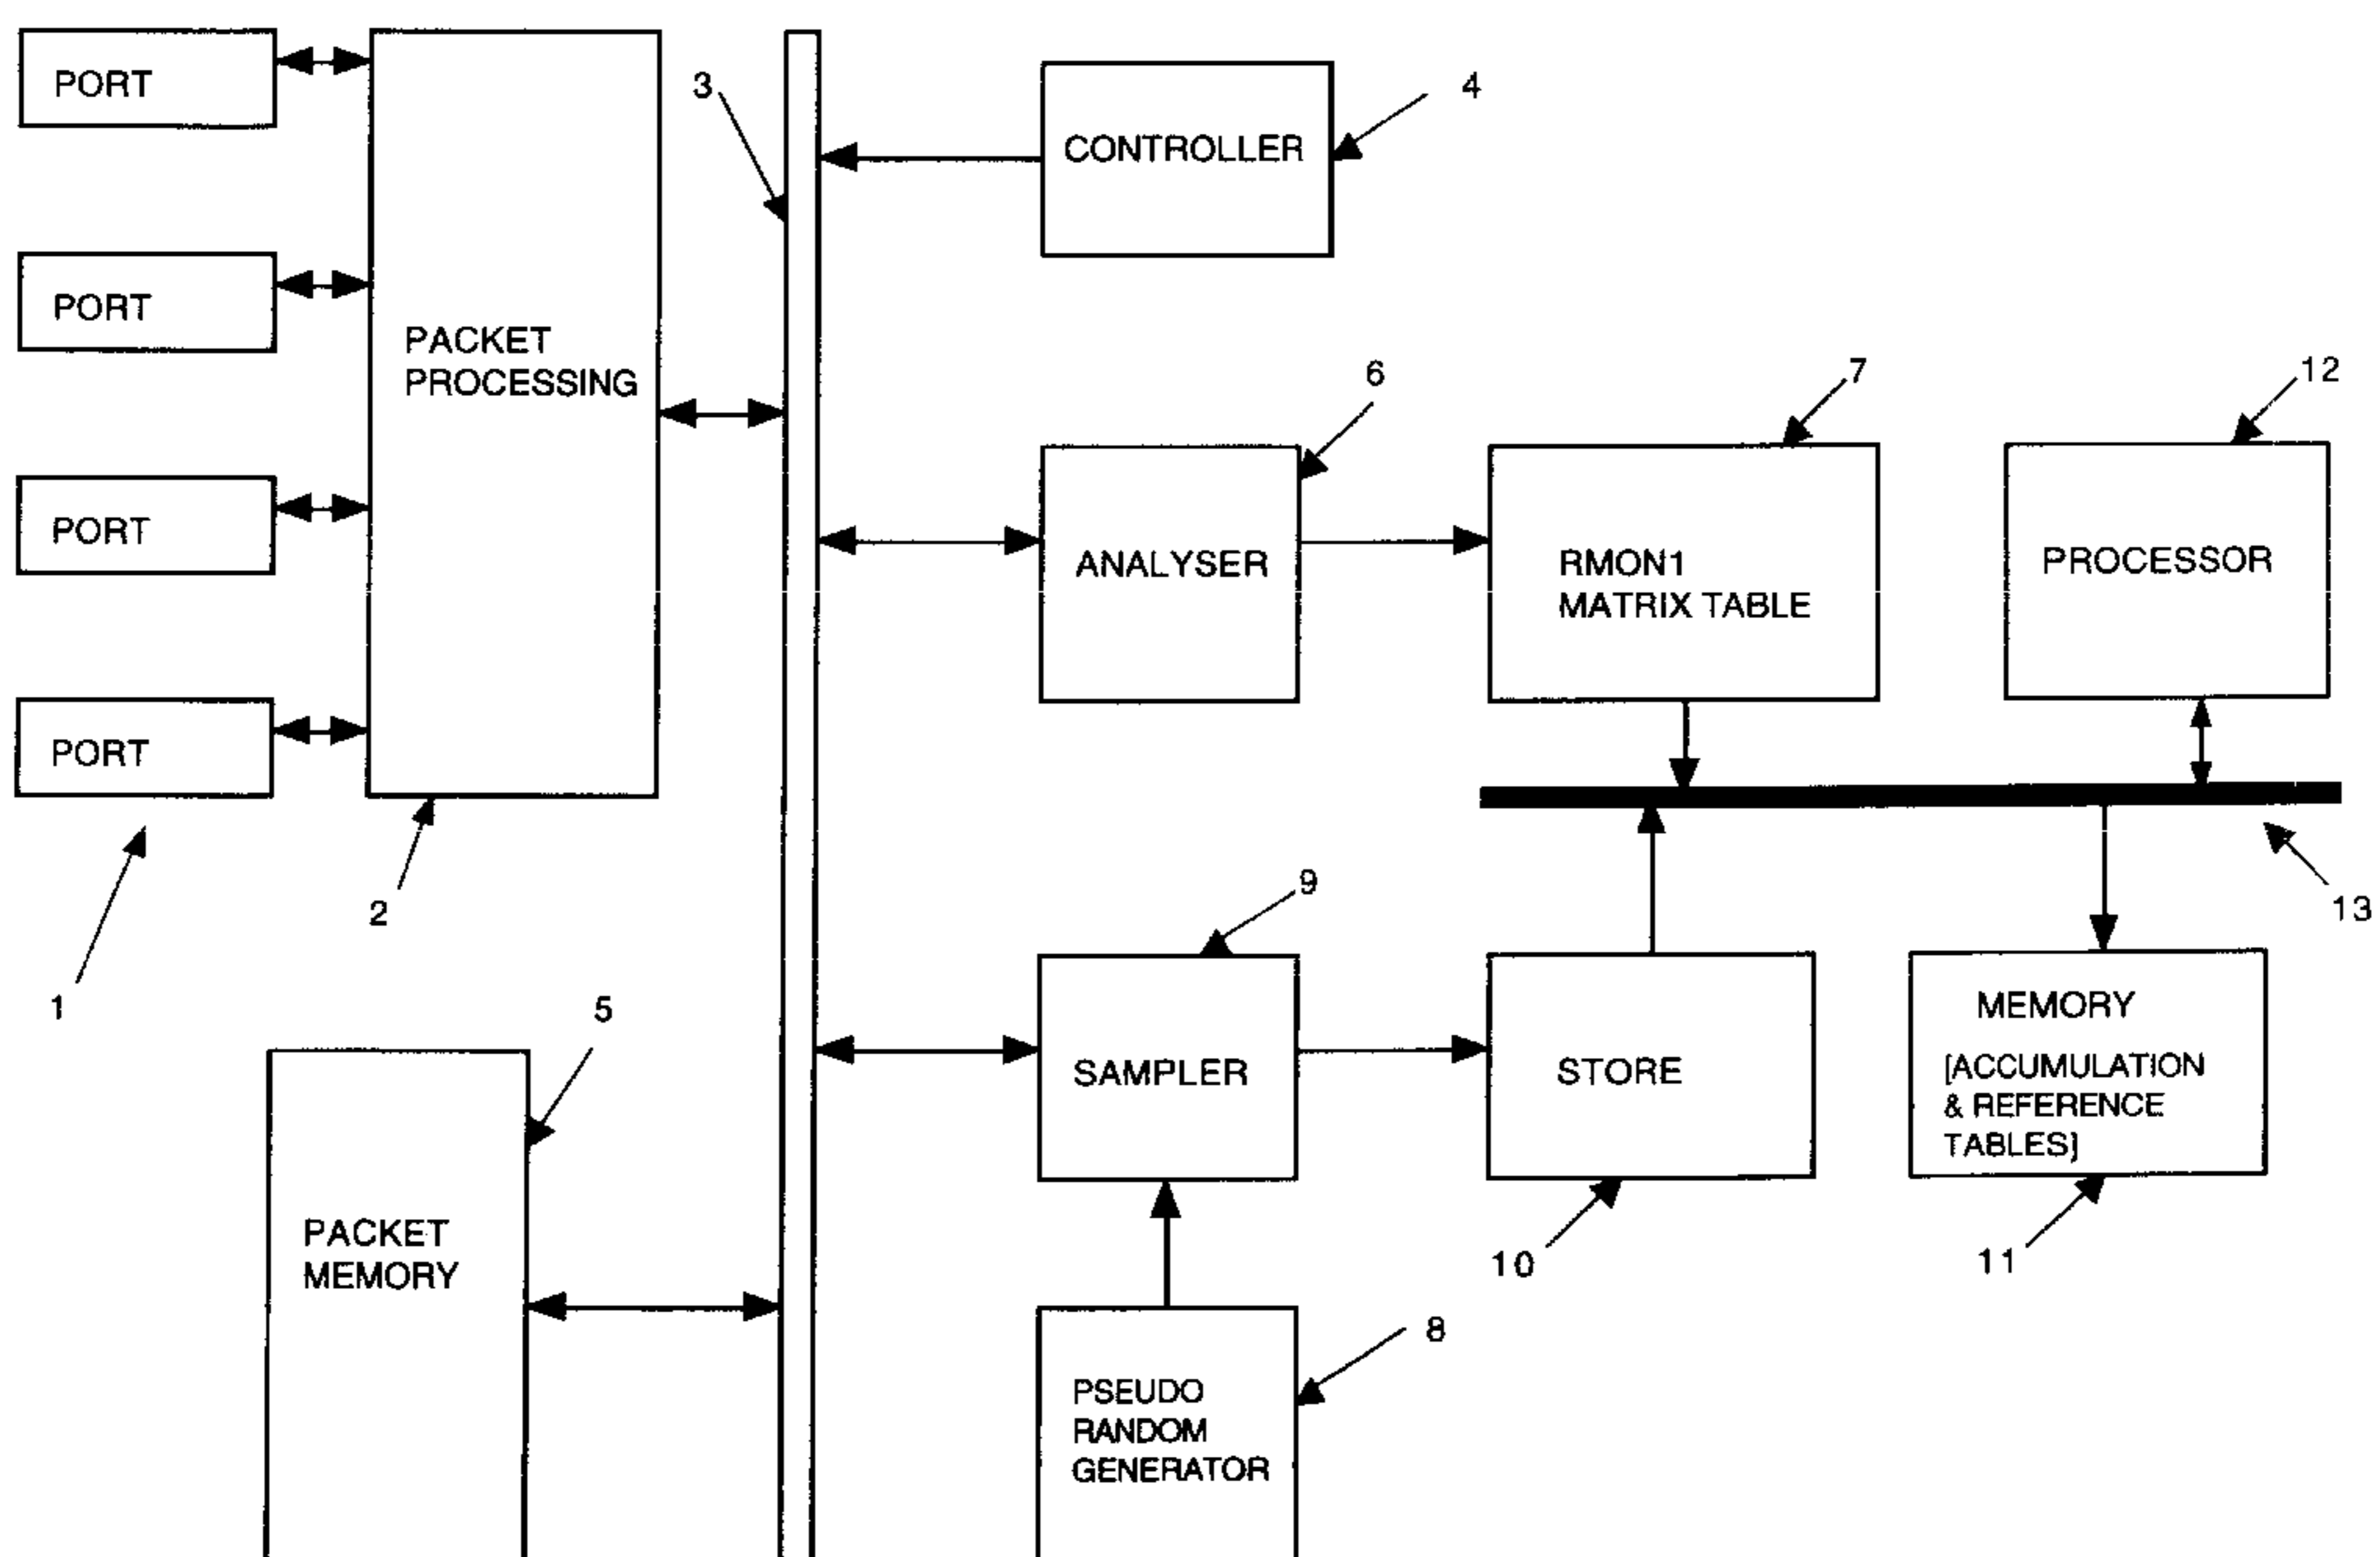 PORT
PORT
PORT
PORT
1
PACKET
PROCESSING
2
3
CONTROLLER
4
PACKET
MEMORY
5
ANALYSER
6
RMON1
MATRIX TABLE
7
PROCESSOR
12
13
SAMPLER
9
STORE
10
MEMORY
[ACCUMULATION
& REFERENCE
TABLES]
11
PSEUDO
RANDOM
GENERATOR
8